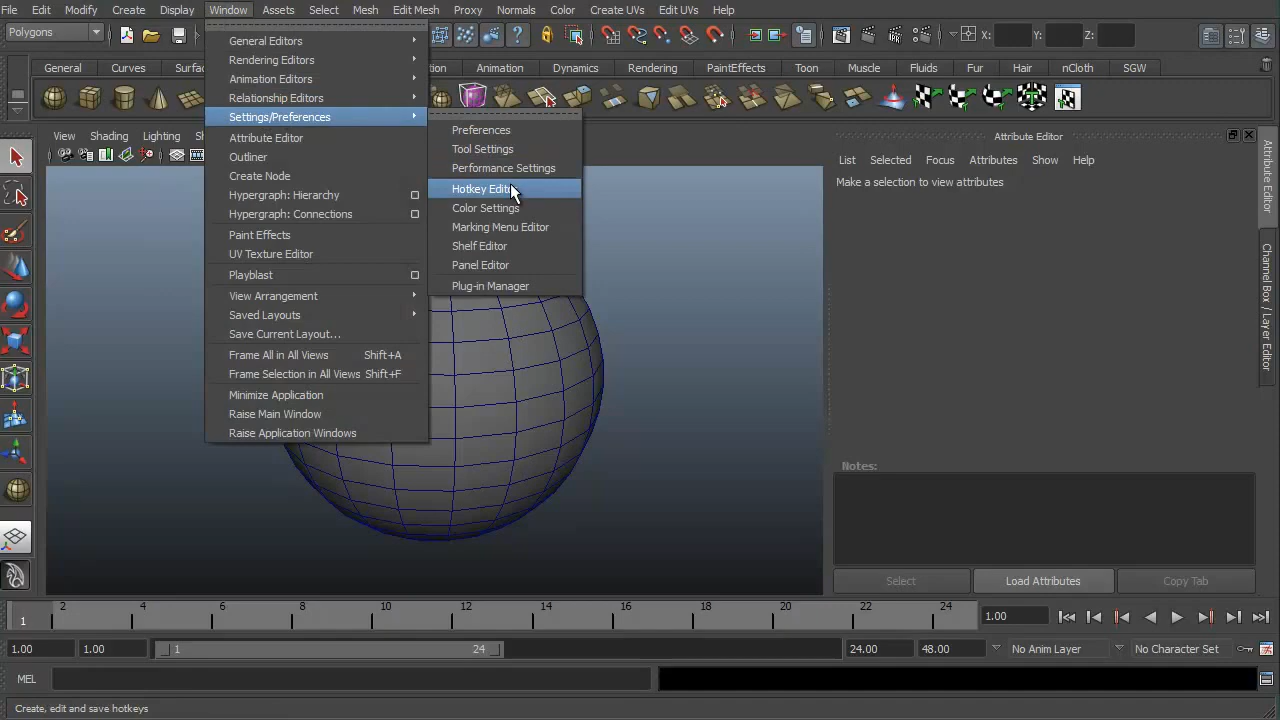 File Edit Modify Create Display Window Assets Select Mesh Edit Mesh Proxy Normals Color Create UVs Edit UVs Help
Polygons X: Y: Z:
General Curves Surfa tion Animation Dynamics Rendering PaintEffects Toon Muscle Fluids Fur Hair nCloth SGW
General Editors
Rendering Editors
Animation Editors
Relationship Editors
Settings/Preferences
Attribute Editor
Outliner
Create Node
Hypergraph: Hierarchy
Hypergraph: Connections
Paint Effects
UV Texture Editor
Playblast
View Arrangement
Saved Layouts
Save Current Layout...
Frame All in All Views Shift+A
Frame Selection in All Views Shift+F
Minimize Application
Raise Main Window
Raise Application Windows
Preferences
Tool Settings
Performance Settings
Hotkey Edito
Color Settings
Marking Menu Editor
Shelf Editor
Panel Editor
Plug-in Manager
View Shading Lighting Sh
Attribute Editor
List Selected Focus Attributes Show Help
Make a selection to view attributes
Notes:
Select Load Attributes Copy Tab
Attribute Editor
Channel Box / Layer Editor
1 2 4 6 8 10 12 14 16 18 20 22 24 1.00
1.00 1.00 1 24 24.00 48.00 No Anim Layer No Character Set
MEL
Create, edit and save hotkeys